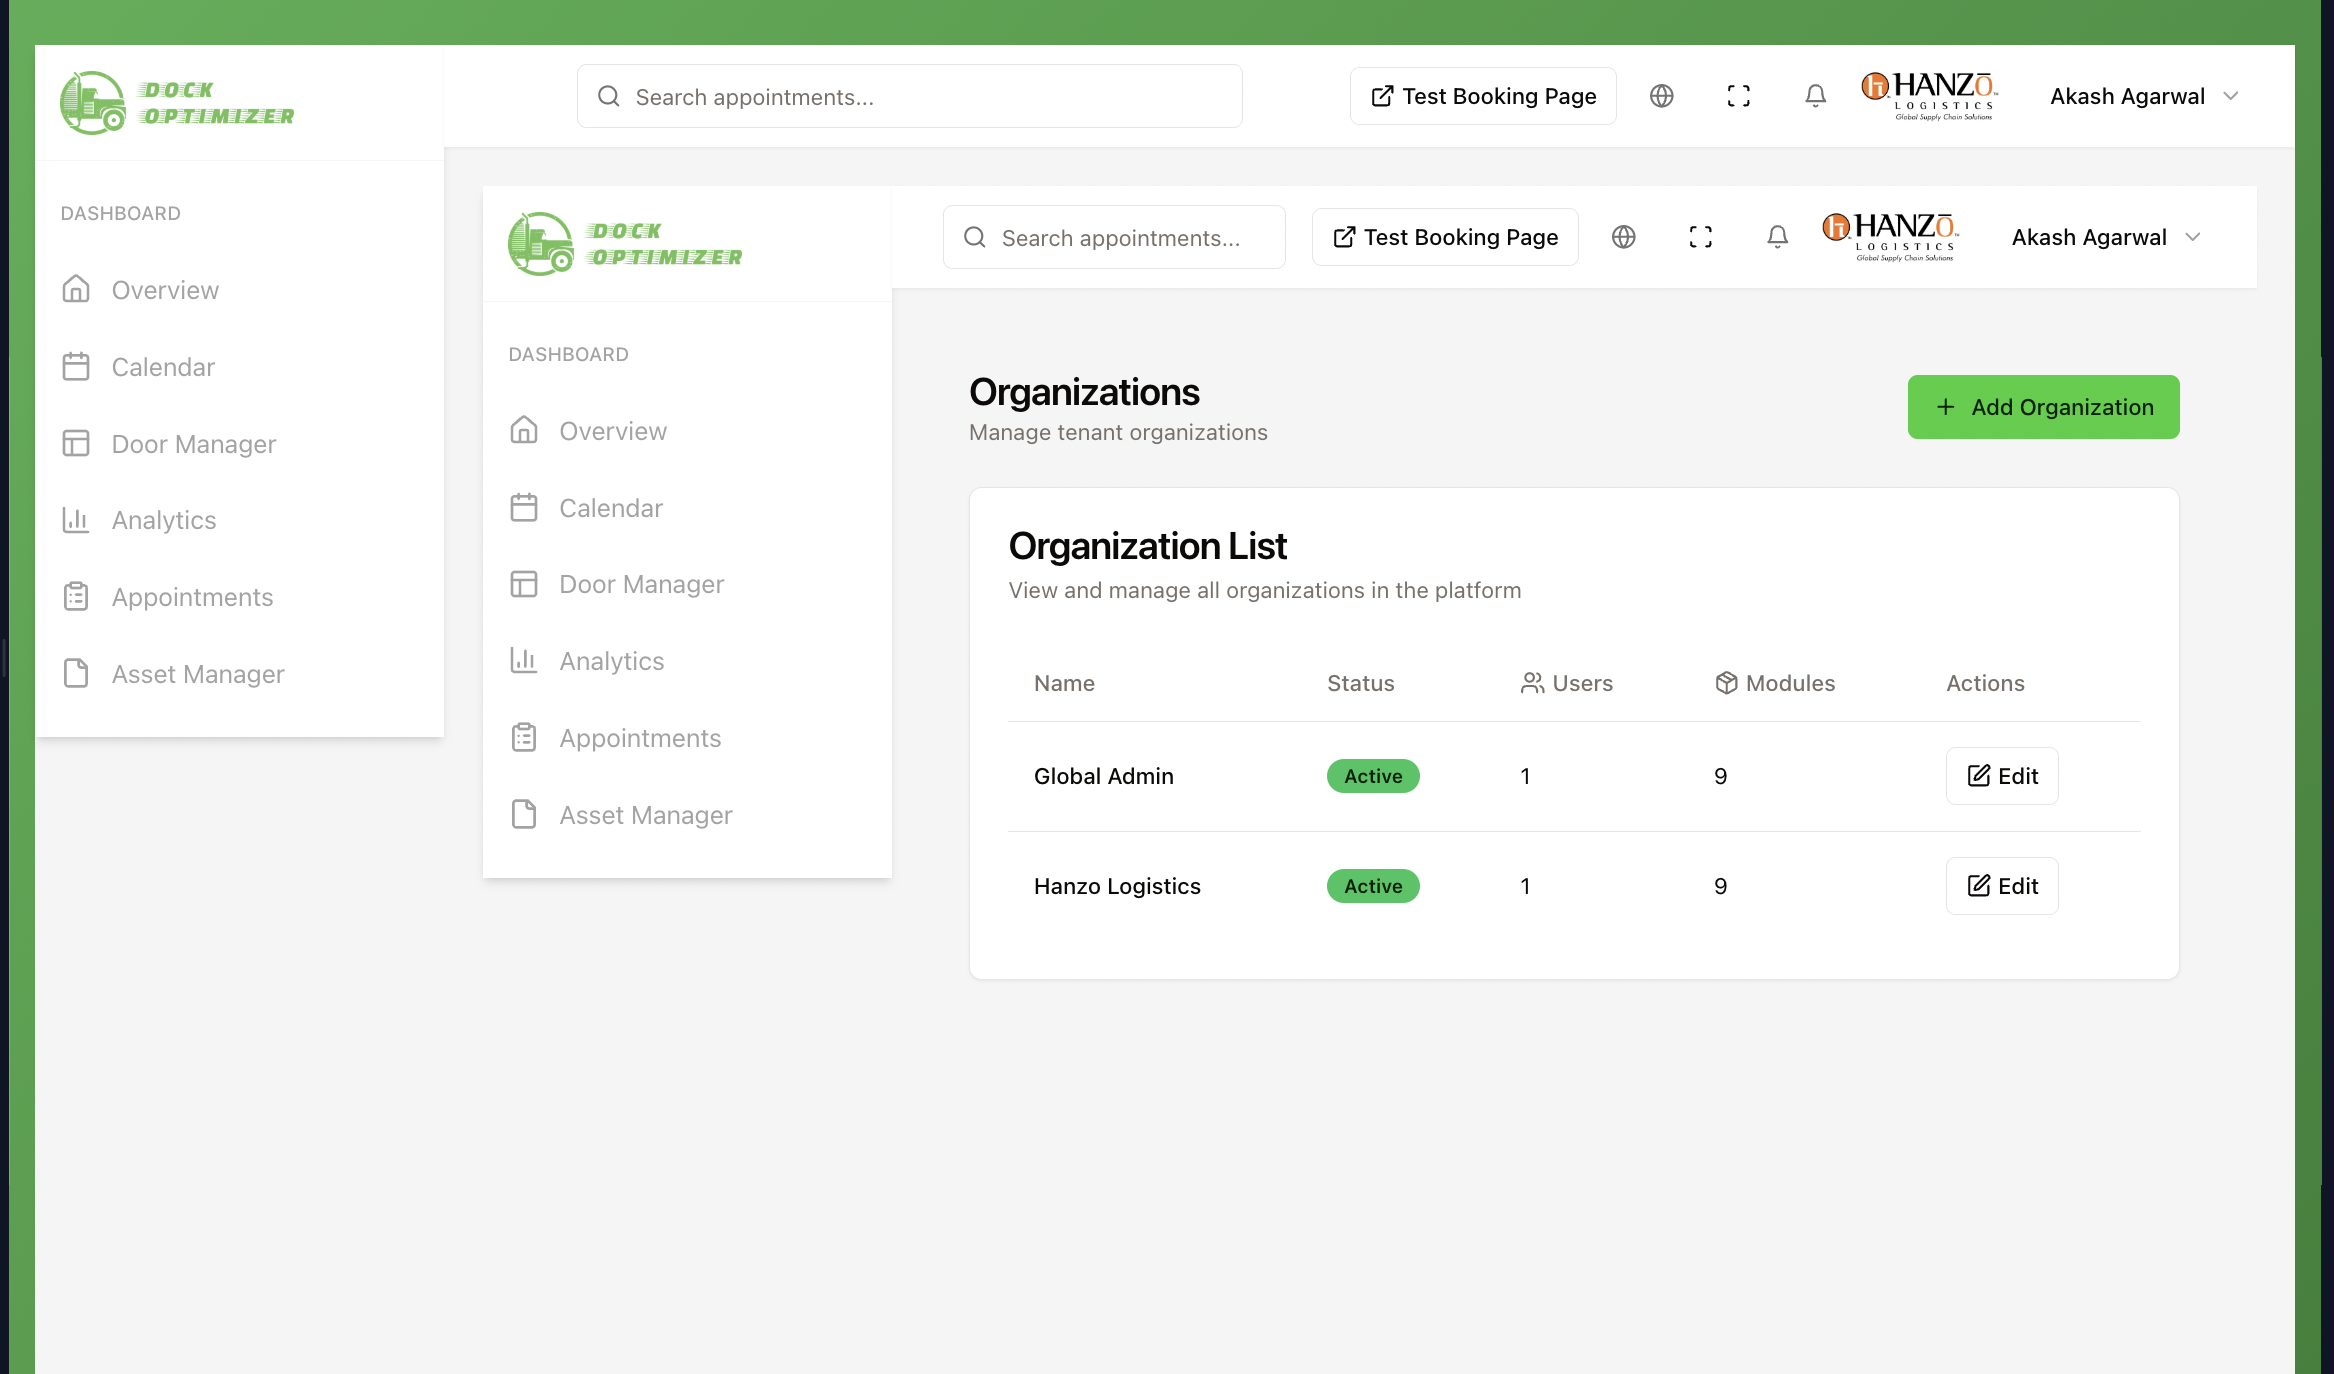 DOCK
OPTIMIZER
Search appointments...
Test Booking Page
HANZŌ
LOGISTICS
Global Supply Chain Solutions
Akash Agarwal
DASHBOARD
Overview
Calendar
Door Manager
Analytics
Appointments
Asset Manager
DOCK
OPTIMIZER
Search appointments...
Test Booking Page
HANZŌ
LOGISTICS
Global Supply Chain Solutions
Akash Agarwal
DASHBOARD
Overview
Calendar
Door Manager
Analytics
Appointments
Asset Manager
Organizations
Manage tenant organizations
Add Organization
Organization List
View and manage all organizations in the platform
Name Status Users Modules Actions
Global Admin Active 1 9 Edit
Hanzo Logistics Active 1 9 Edit